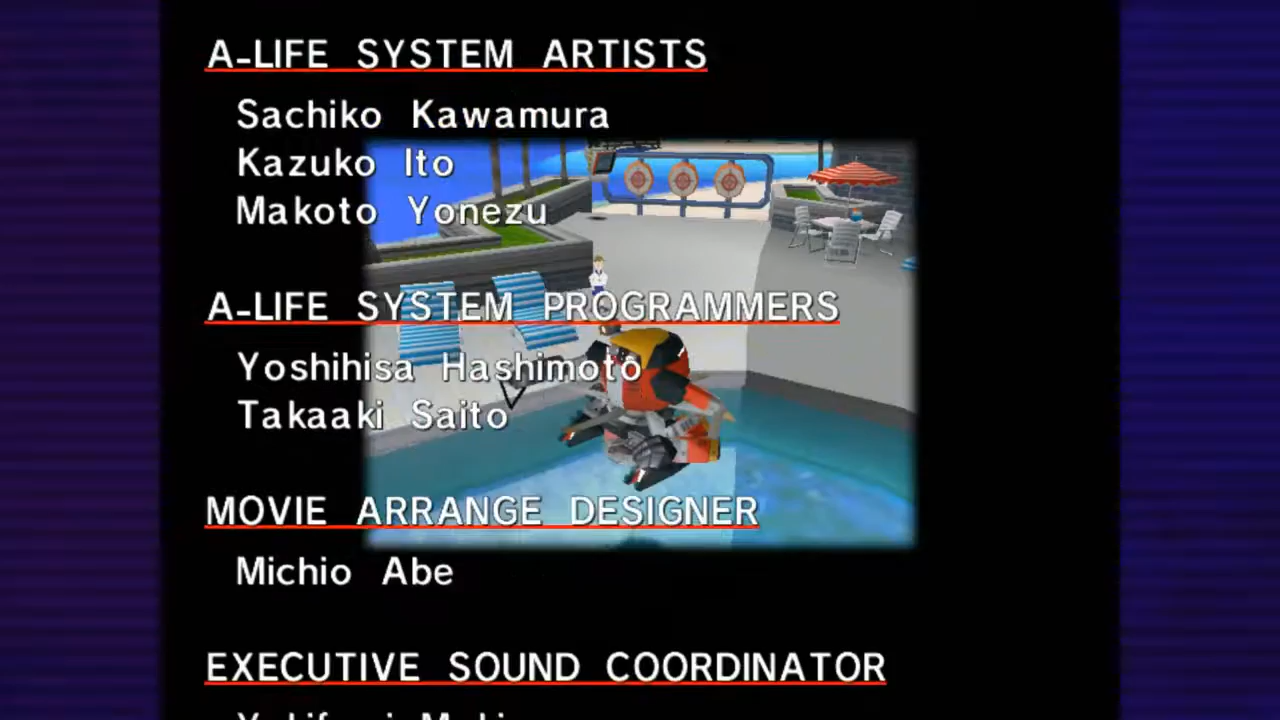 A-LIFE SYSTEM ARTISTS
Sachiko Kawamura
Kazuko Ito
Makoto Yonezu
A-LIFE SYSTEM PROGRAMMERS
Yoshihisa Hashimoto
Takaaki Saito
MOVIE ARRANGE DESIGNER
Michio Abe
EXECUTIVE SOUND COORDINATOR